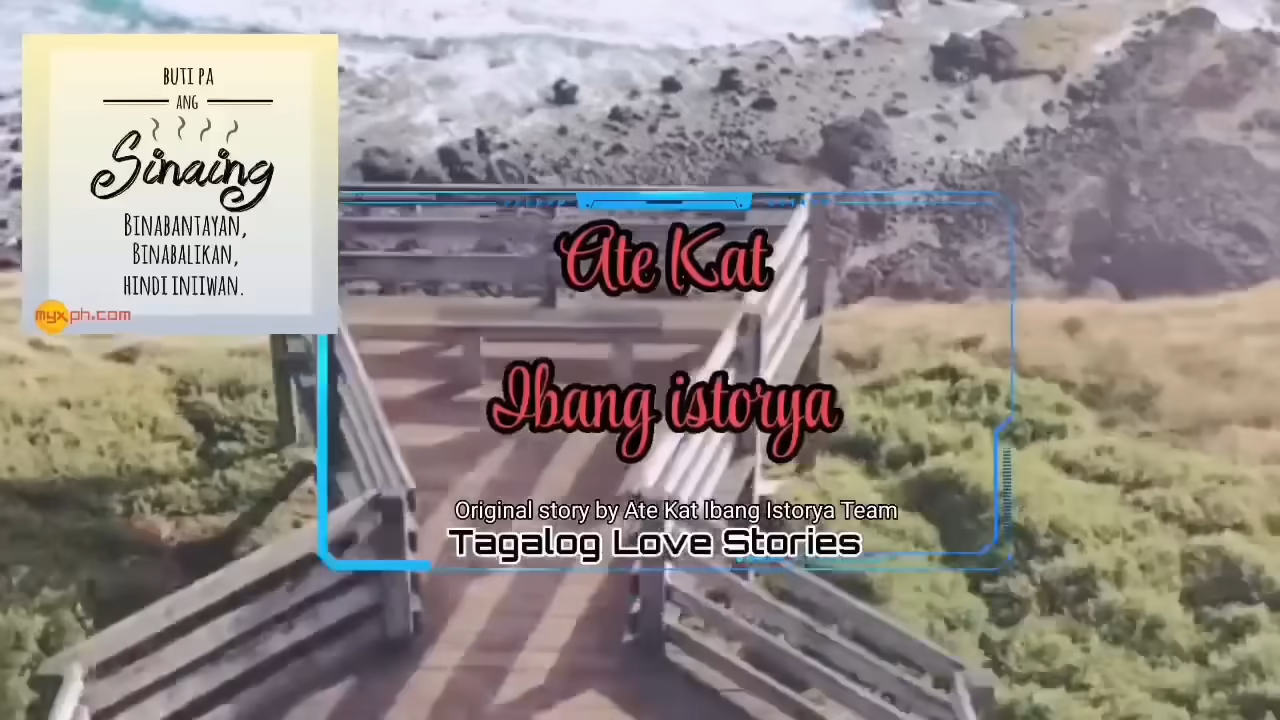 BUTI PA
ANG
Sinaing
BINABANTAYAN,
BINABALIKAN,
HINDI INIIWAN.
myxph.com
Ate Kat
Ibang istorya
Original story by Ate Kat Ibang Istorya Team
Tagalog Love Stories